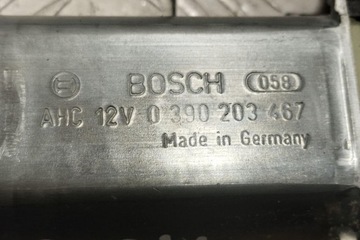 BOSCH 058
AHC 12V 0 390 203 467
Made in Germany